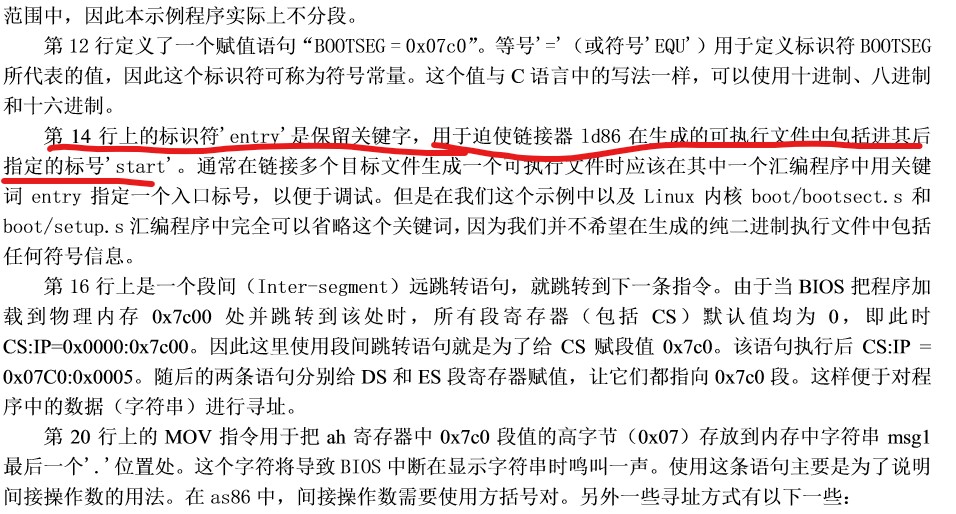 范围中，因此本示例程序实际上不分段。
第 12 行定义了一个赋值语句“BOOTSEG = 0x07c0”。等号'='（或符号'EQU'）用于定义标识符 BOOTSEG
所代表的值，因此这个标识符可称为符号常量。这个值与 C 语言中的写法一样，可以使用十进制、八进制
和十六进制。
第 14 行上的标识符'entry'是保留关键字，用于迫使链接器 ld86 在生成的可执行文件中包括进其后
指定的标号'start'。通常在链接多个目标文件生成一个可执行文件时应该在其中一个汇编程序中用关键
词 entry 指定一个入口标号，以便于调试。但是在我们这个示例中以及 Linux 内核 boot/bootsect.s 和
boot/setup.s 汇编程序中完全可以省略这个关键词，因为我们并不希望在生成的纯二进制执行文件中包括
任何符号信息。
第 16 行上是一个段间（Inter-segment）远跳转语句，就跳转到下一条指令。由于当 BIOS 把程序加
载到物理内存 0x7c00 处并跳转到该处时，所有段寄存器（包括 CS）默认值均为 0，即此时
CS:IP=0x0000:0x7c00。因此这里使用段间跳转语句就是为了给 CS 赋段值 0x7c0。该语句执行后 CS:IP =
0x07C0:0x0005。随后的两条语句分别给 DS 和 ES 段寄存器赋值，让它们都指向 0x7c0 段。这样便于对程
序中的数据（字符串）进行寻址。
第 20 行上的 MOV 指令用于把 ah 寄存器中 0x7c0 段值的高字节（0x07）存放到内存中字符串 msg1
最后一个'.'位置处。这个字符将导致 BIOS 中断在显示字符串时鸣叫一声。使用这条语句主要是为了说明
间接操作数的用法。在 as86 中，间接操作数需要使用方括号对。另外一些寻址方式有以下一些：